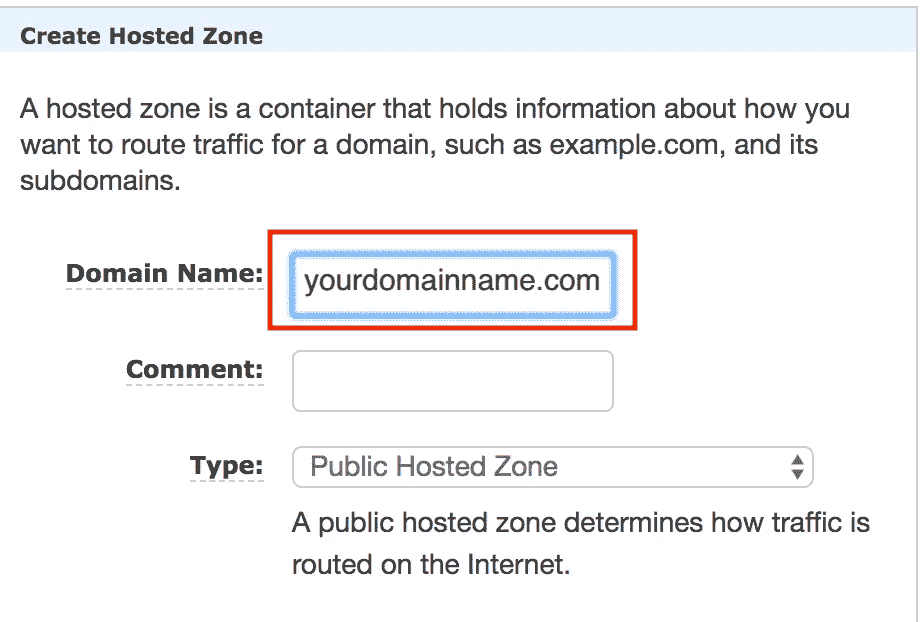 Create Hosted Zone
A hosted zone is a container that holds information about how you
want to route traffic for a domain, such as example.com, and its
subdomains.
Domain Name: yourdomainname.com
Comment:
Type: Public Hosted Zone
A public hosted zone determines how traffic is
routed on the Internet.